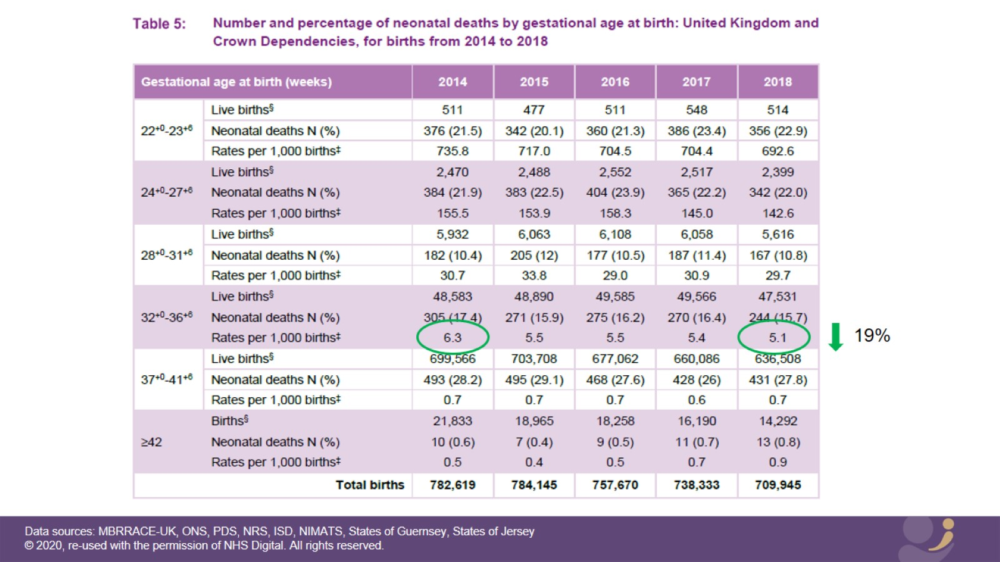 Table 5: Number and percentage of neonatal deaths by gestational age at birth: United Kingdom and
Crown Dependencies, for births from 2014 to 2018
Gestational age at birth (weeks) 2014 2015 2016 2017 2018
Live births§ 511 477 511 548 514
22+0-23+6 Neonatal deaths N (%) 376 (21.5) 342 (20.1) 360 (21.3) 386 (23.4) 356 (22.9)
Rates per 1,000 births‡ 735.8 717.0 704.5 704.4 692.6
Live births§ 2,470 2,488 2,552 2,517 2,399
24+0-27+6 Neonatal deaths N (%) 384 (21.9) 383 (22.5) 404 (23.9) 365 (22.2) 342 (22.0)
Rates per 1,000 births‡ 155.5 153.9 158.3 145.0 142.6
Live births§ 5,932 6,063 6,108 6,058 5,616
28+0-31+6 Neonatal deaths N (%) 182 (10.4) 205 (12) 177 (10.5) 187 (11.4) 167 (10.8)
Rates per 1,000 births‡ 30.7 33.8 29.0 30.9 29.7
Live births§ 48,583 48,890 49,585 49,566 47,531
32+0-36+6 Neonatal deaths N (%) 305 (17.4) 271 (15.9) 275 (16.2) 270 (16.4) 244 (15.7)
Rates per 1,000 births‡ 6.3 5.5 5.5 5.4 5.1 19%
Live births§ 699,566 703,708 677,062 660,086 636,508
37+0-41+6 Neonatal deaths N (%) 493 (28.2) 495 (29.1) 468 (27.6) 428 (26) 431 (27.8)
Rates per 1,000 births‡ 0.7 0.7 0.7 0.6 0.7
Births§ 21,833 18,965 18,258 16,190 14,292
≥42 Neonatal deaths N (%) 10 (0.6) 7 (0.4) 9 (0.5) 11 (0.7) 13 (0.8)
Rates per 1,000 births‡ 0.5 0.4 0.5 0.7 0.9
Total births 782,619 784,145 757,670 738,333 709,945
Data sources: MBRRACE-UK, ONS, PDS, NRS, ISD, NIMATS, States of Guernsey, States of Jersey
© 2020, re-used with the permission of NHS Digital. All rights reserved.